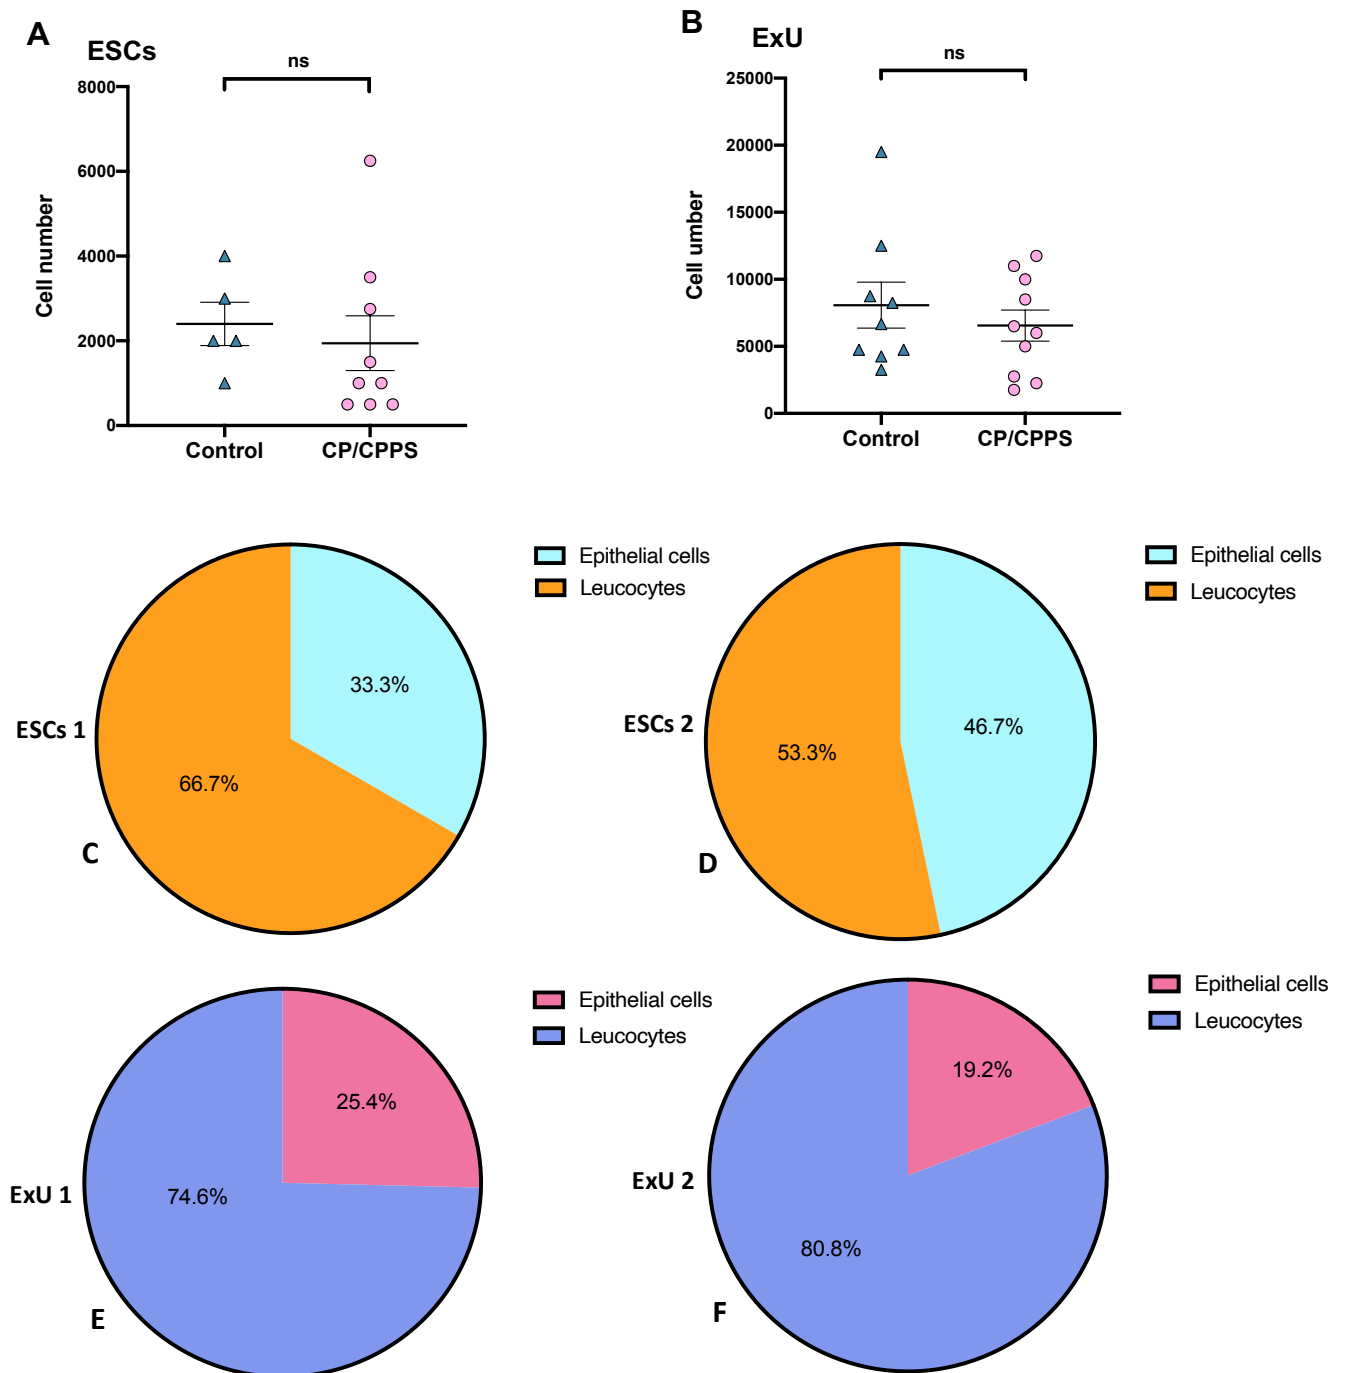 A
ESCs
ns
8000
6000
4000
2000
0
Cell number
Control
CP/CPPS
B
ExU
ns
25000
20000
15000
10000
5000
0
Cell umber
Control
CP/CPPS
Epithelial cells
Leucocytes
33.3%
66.7%
ESCs 1
C
Epithelial cells
Leucocytes
46.7%
53.3%
ESCs 2
D
Epithelial cells
Leucocytes
25.4%
74.6%
ExU 1
E
Epithelial cells
Leucocytes
19.2%
80.8%
ExU 2
F